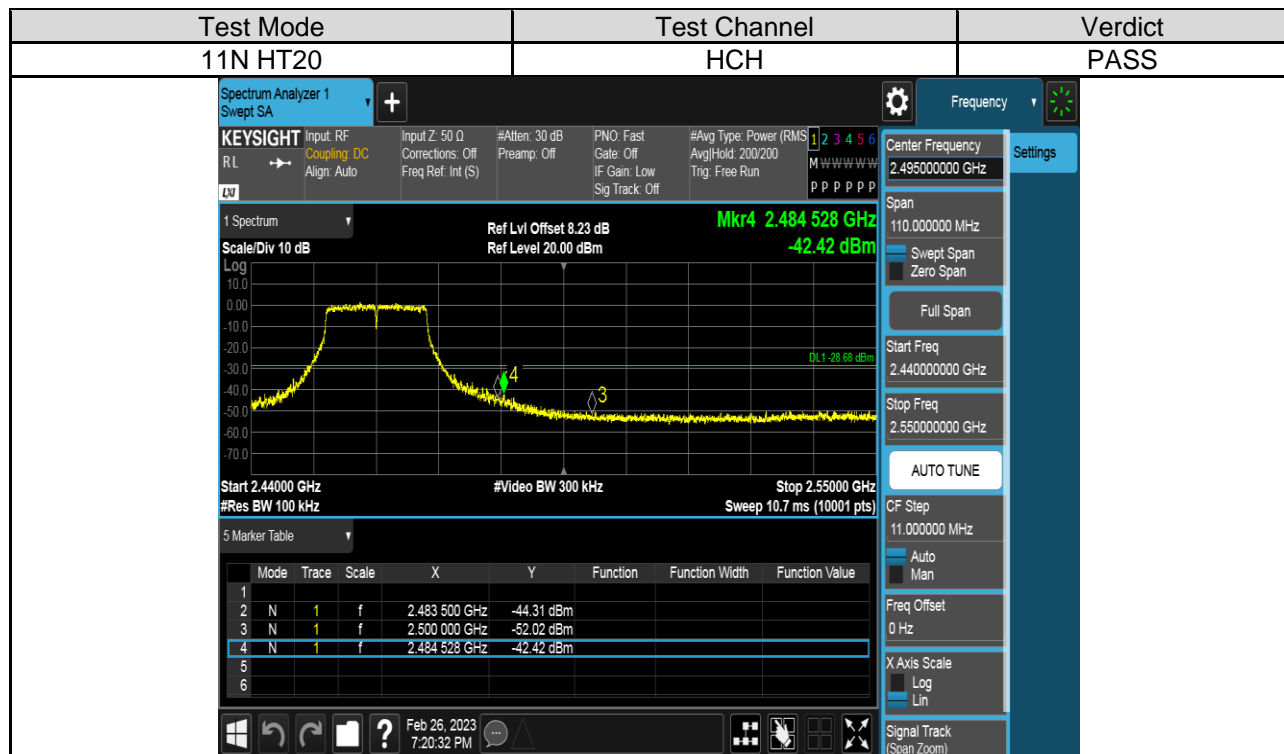 Test Mode Test Channel Verdict
11N HT20 HCH PASS
Spectrum Analyzer 1
Swept SA
+
Frequency
KEYSIGHT
RL
LXI
Input: RF
Coupling: DC
Align: Auto
Input Z: 50 Ω
Corrections: Off
Freq Ref: Int (S)
#Atten: 30 dB
Preamp: Off
PNO: Fast
Gate: Off
IF Gain: Low
Sig Track: Off
#Avg Type: Power (RMS
Avg|Hold: 200/200
Trig: Free Run
1 2 3 4 5 6
M W W W W W
P P P P P P
Center Frequency
2.495000000 GHz
Settings
Span
110.000000 MHz
Swept Span
Zero Span
Full Span
Start Freq
2.440000000 GHz
Stop Freq
2.550000000 GHz
AUTO TUNE
CF Step
11.000000 MHz
Auto
Man
Freq Offset
0 Hz
X Axis Scale
Log
Lin
Signal Track
(Span Zoom)
1 Spectrum
Scale/Div 10 dB
Ref Lvl Offset 8.23 dB
Ref Level 20.00 dBm
Mkr4 2.484 528 GHz
-42.42 dBm
Log
10.0
0.00
-10.0
-20.0
-30.0
-40.0
-50.0
-60.0
-70.0
DL1 -28.68 dBm
4
3
Start 2.44000 GHz #Video BW 300 kHz Stop 2.55000 GHz
#Res BW 100 kHz Sweep 10.7 ms (10001 pts)
5 Marker Table
Mode Trace Scale X Y Function Function Width Function Value
1
2 N 1 f 2.483 500 GHz -44.31 dBm
3 N 1 f 2.500 000 GHz -52.02 dBm
4 N 1 f 2.484 528 GHz -42.42 dBm
5
6
?
Feb 26, 2023
7:20:32 PM